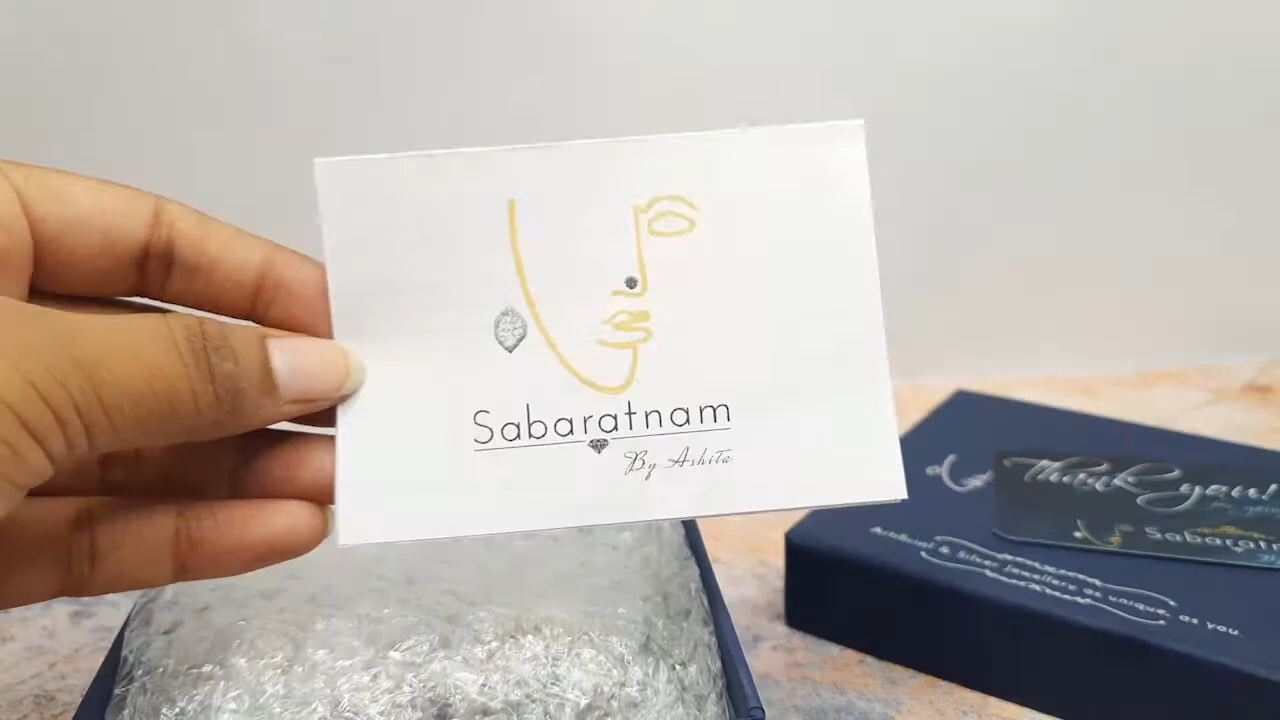 Sabaratnam
By Ashita
Thank you!
Sabaratn
Artificial & Silver Jewellery as unique, as you.